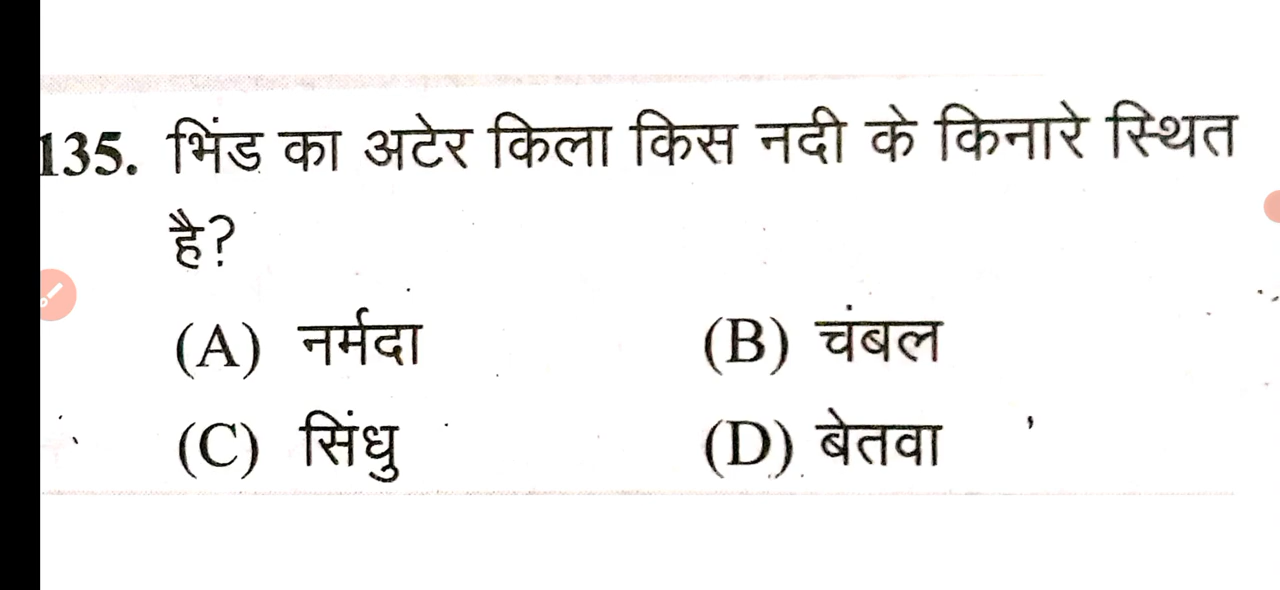 135. भिंड का अटेर किला किस नदी के किनारे स्थित
है?
(A) नर्मदा (B) चंबल
(C) सिंधु (D) बेतवा